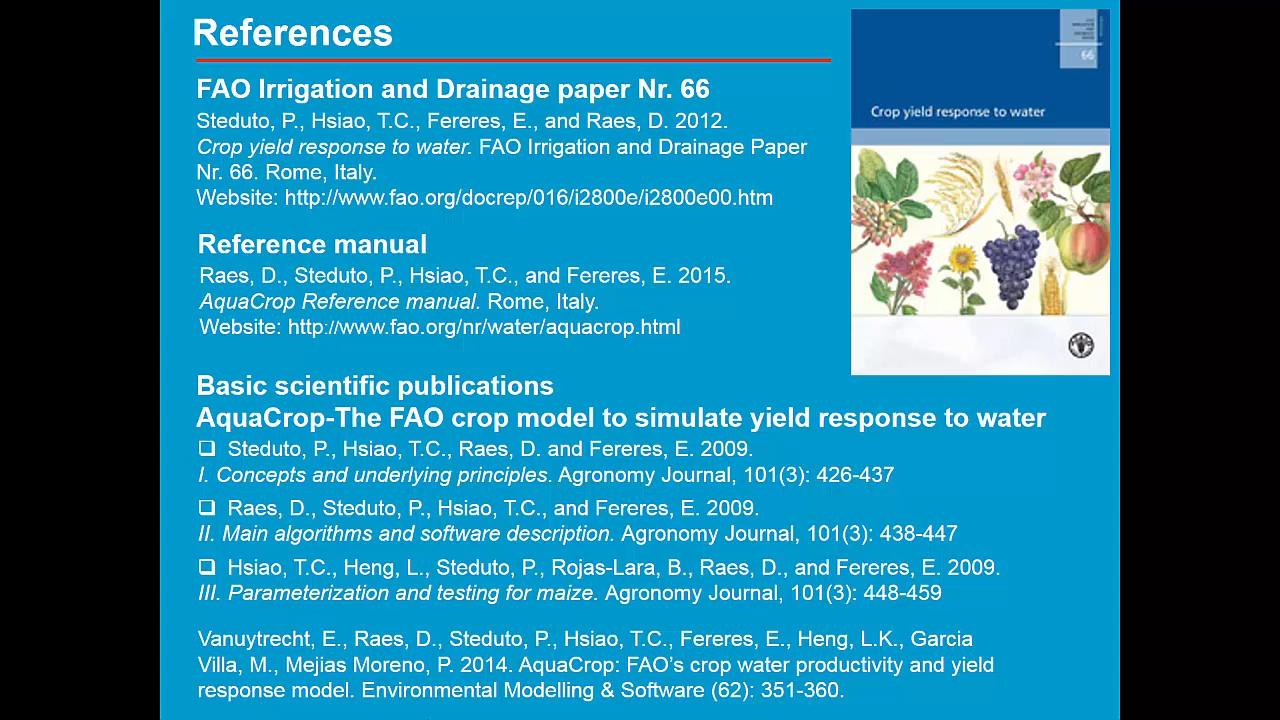 References
FAO Irrigation and Drainage paper Nr. 66
Steduto, P., Hsiao, T.C., Fereres, E., and Raes, D. 2012.
Crop yield response to water. FAO Irrigation and Drainage Paper
Nr. 66. Rome, Italy.
Website: http://www.fao.org/docrep/016/i2800e/i2800e00.htm
66
Crop yield response to water
Reference manual
Raes, D., Steduto, P., Hsiao, T.C., and Fereres, E. 2015.
AquaCrop Reference manual. Rome, Italy.
Website: http://www.fao.org/nr/water/aquacrop.html
Basic scientific publications
AquaCrop-The FAO crop model to simulate yield response to water
❑ Steduto, P., Hsiao, T.C., Raes, D. and Fereres, E. 2009.
I. Concepts and underlying principles. Agronomy Journal, 101(3): 426-437
❑ Raes, D., Steduto, P., Hsiao, T.C., and Fereres, E. 2009.
II. Main algorithms and software description. Agronomy Journal, 101(3): 438-447
❑ Hsiao, T.C., Heng, L., Steduto, P., Rojas-Lara, B., Raes, D., and Fereres, E. 2009.
III. Parameterization and testing for maize. Agronomy Journal, 101(3): 448-459
Vanuytrecht, E., Raes, D., Steduto, P., Hsiao, T.C., Fereres, E., Heng, L.K., Garcia
Villa, M., Mejias Moreno, P. 2014. AquaCrop: FAO's crop water productivity and yield
response model. Environmental Modelling & Software (62): 351-360.